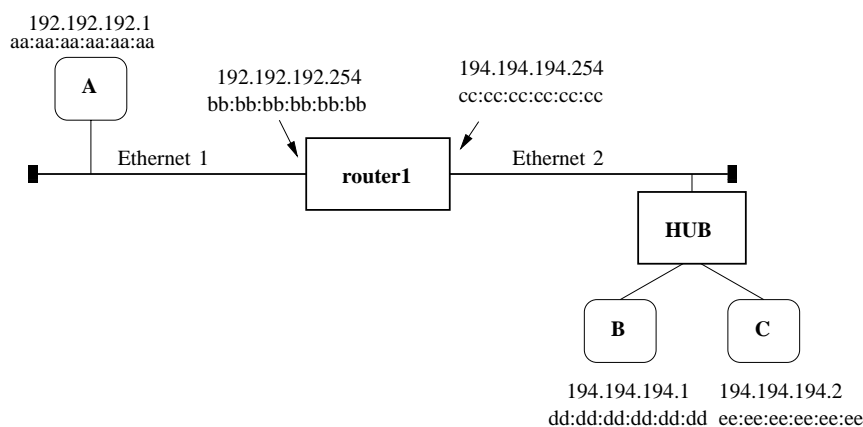 192.192.192.1
aa:aa:aa:aa:aa:aa
A
192.192.192.254
bb:bb:bb:bb:bb:bb
194.194.194.254
cc:cc:cc:cc:cc:cc
Ethernet 1
router1
Ethernet 2
HUB
B
C
194.194.194.1
dd:dd:dd:dd:dd:dd
194.194.194.2
ee:ee:ee:ee:ee:ee